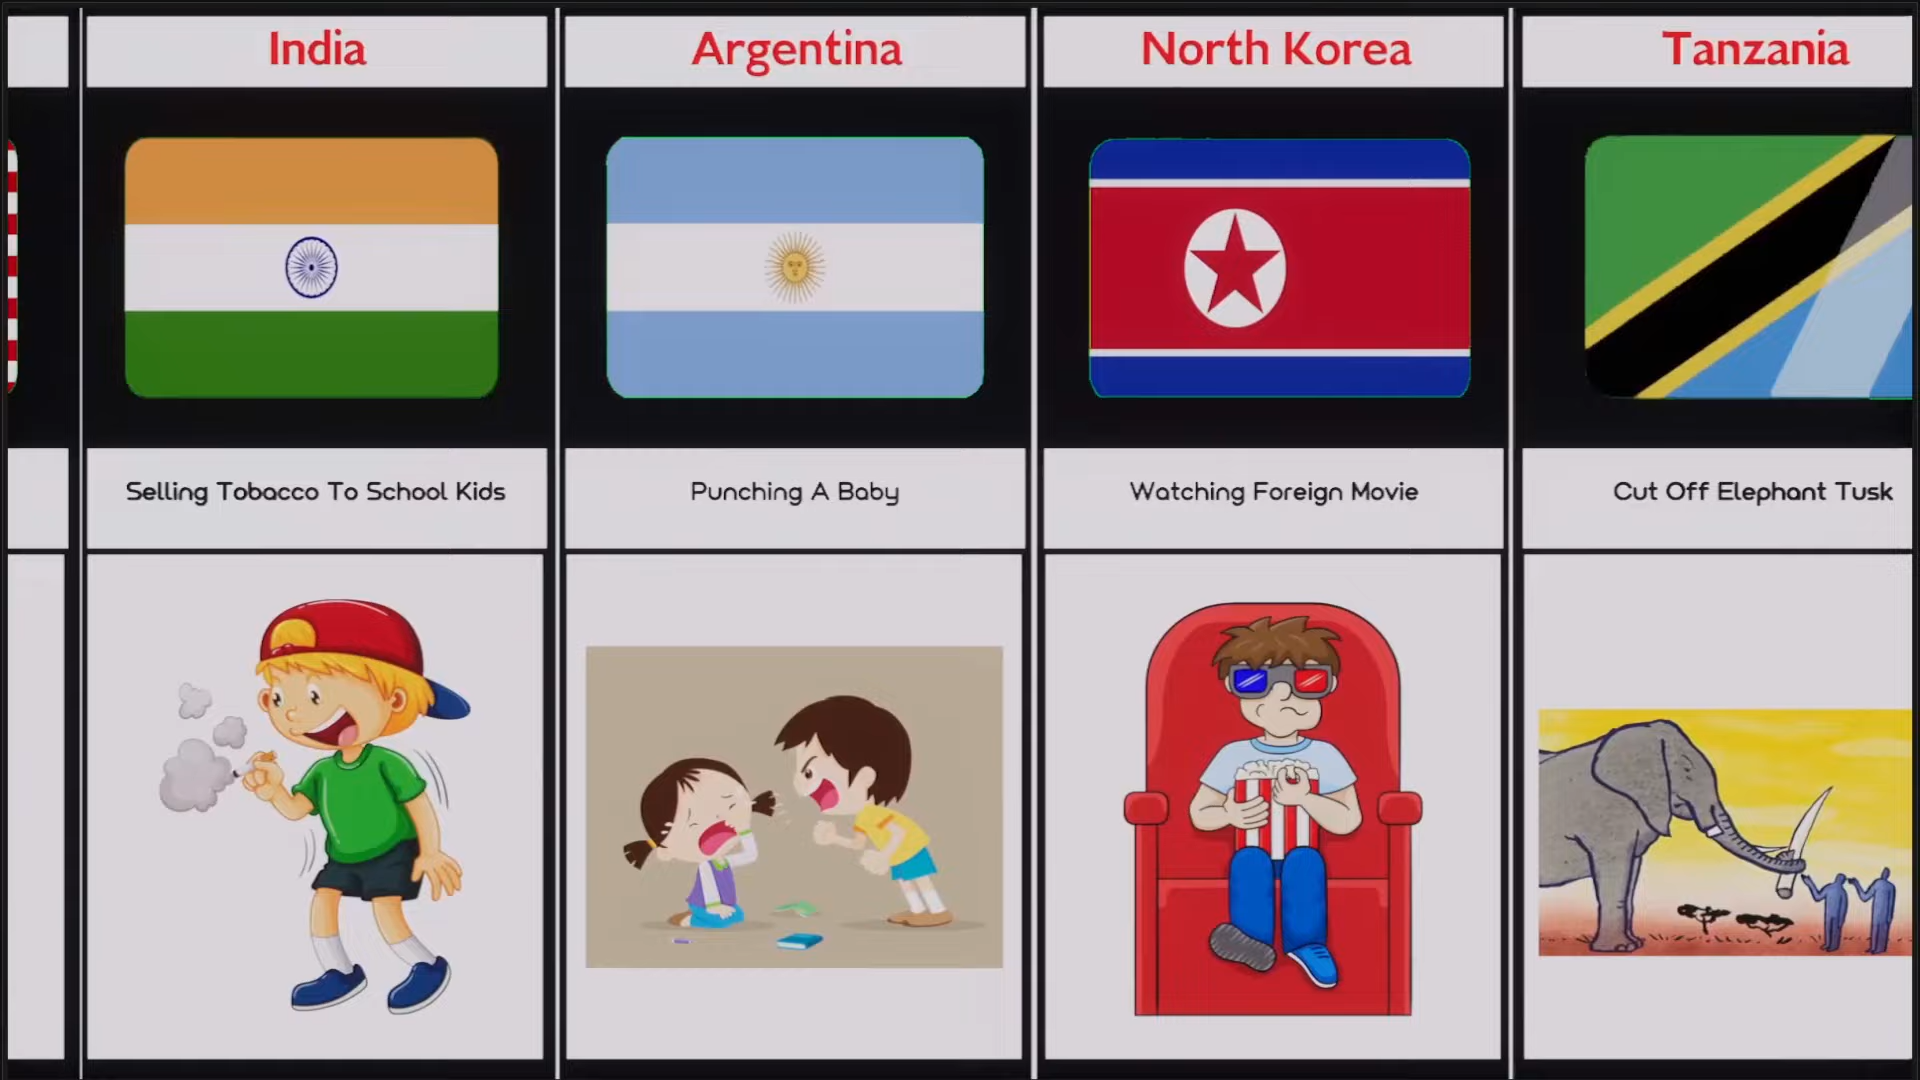 India
Argentina
North Korea
Tanzania
Selling Tobacco To School Kids
Punching A Baby
Watching Foreign Movie
Cut Off Elephant Tusk